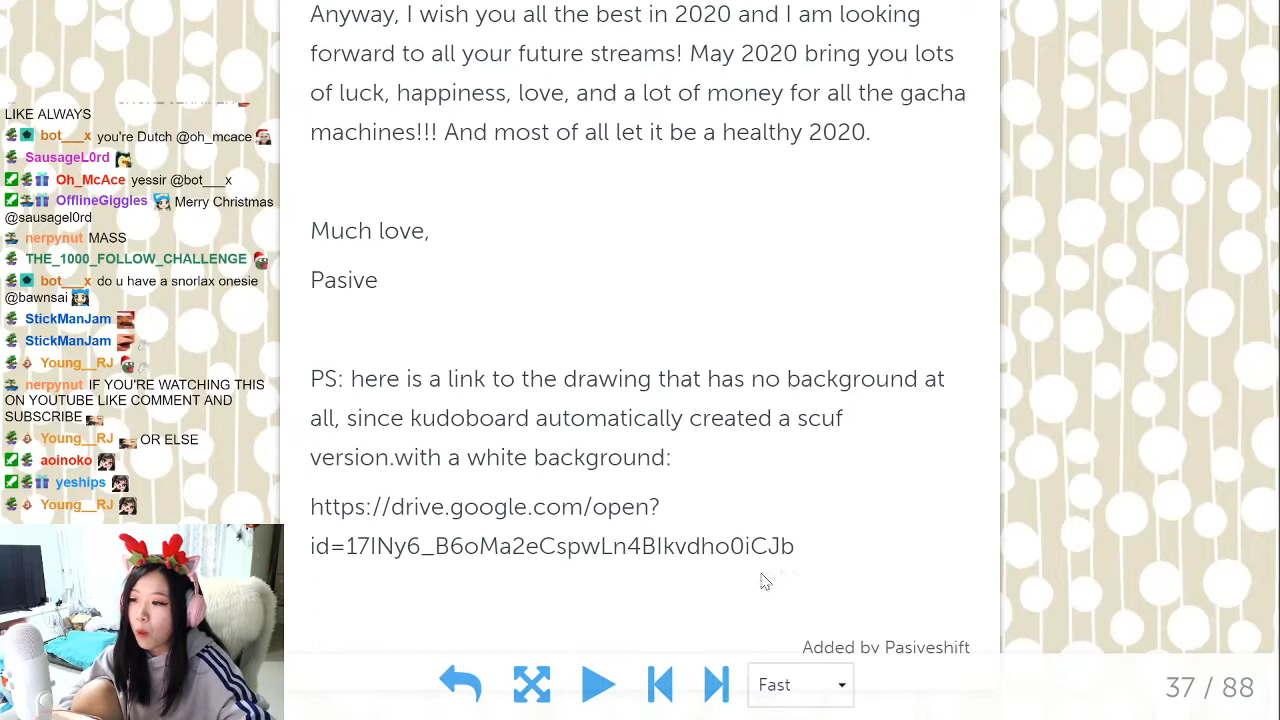 LIKE ALWAYS
bot___x you're Dutch @oh_mcace
SausageL0rd
Oh_McAce yessir @bot___x
OfflineGiggles Merry Christmas
@sausagel0rd
nerpynut MASS
THE_1000_FOLLOW_CHALLENGE
bot___x do u have a snorlax onesie
@bawnsai
StickManJam
StickManJam
Young__RJ
nerpynut IF YOU'RE WATCHING THIS
ON YOUTUBE LIKE COMMENT AND
SUBSCRIBE
Young__RJ OR ELSE
aoinoko
yeships
Young__RJ
Anyway, I wish you all the best in 2020 and I am looking
forward to all your future streams! May 2020 bring you lots
of luck, happiness, love, and a lot of money for all the gacha
machines!!! And most of all let it be a healthy 2020.
Much love,
Pasive
PS: here is a link to the drawing that has no background at
all, since kudoboard automatically created a scuf
version.with a white background:
https://drive.google.com/open?
id=17INy6_B6oMa2eCspwLn4BIkvdho0iCJb
Added by Pasiveshift
Fast
37 / 88